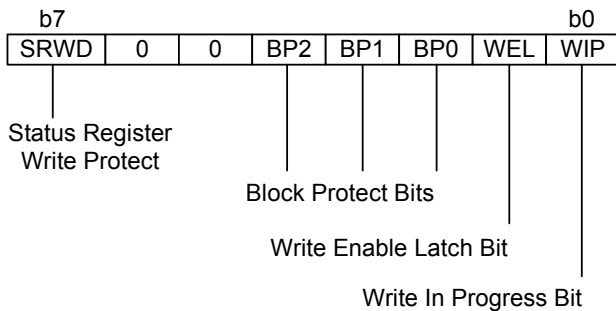 b7 b0
SRWD 0 0 BP2 BP1 BP0 WEL WIP
Status Register
Write Protect
Block Protect Bits
Write Enable Latch Bit
Write In Progress Bit